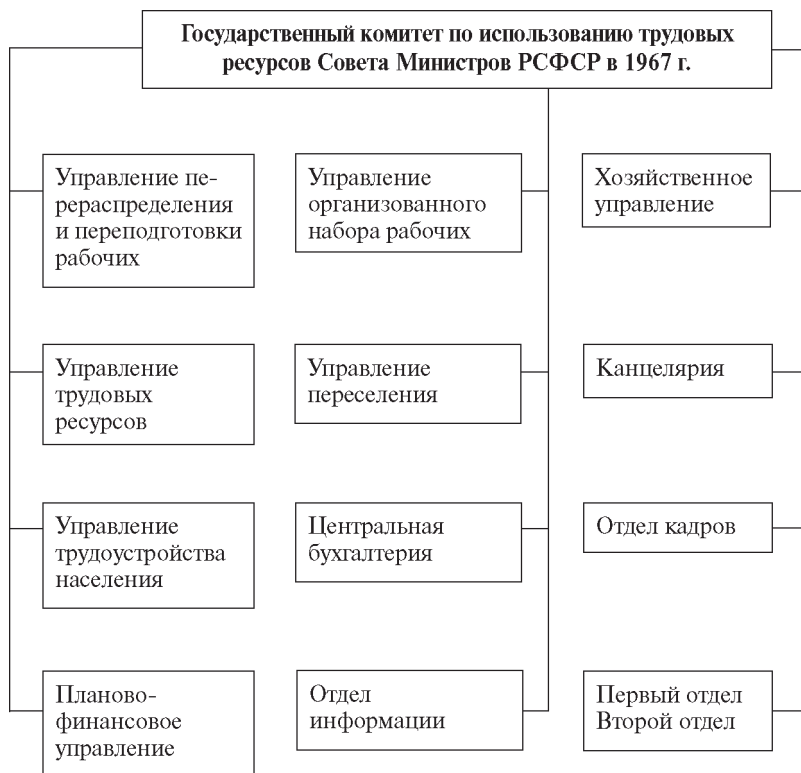 Государственный комитет по использованию трудовых
ресурсов Совета Министров РСФСР в 1967 г.
Управление пе-
рераспределения
и переподготовки
рабочих
Управление
организованного
набора рабочих
Хозяйственное
управление
Управление
трудовых
ресурсов
Управление
переселения
Канцелярия
Управление
трудоустройства
населения
Центральная
бухгалтерия
Отдел кадров
Планово-
финансовое
управление
Отдел
информации
Первый отдел
Второй отдел